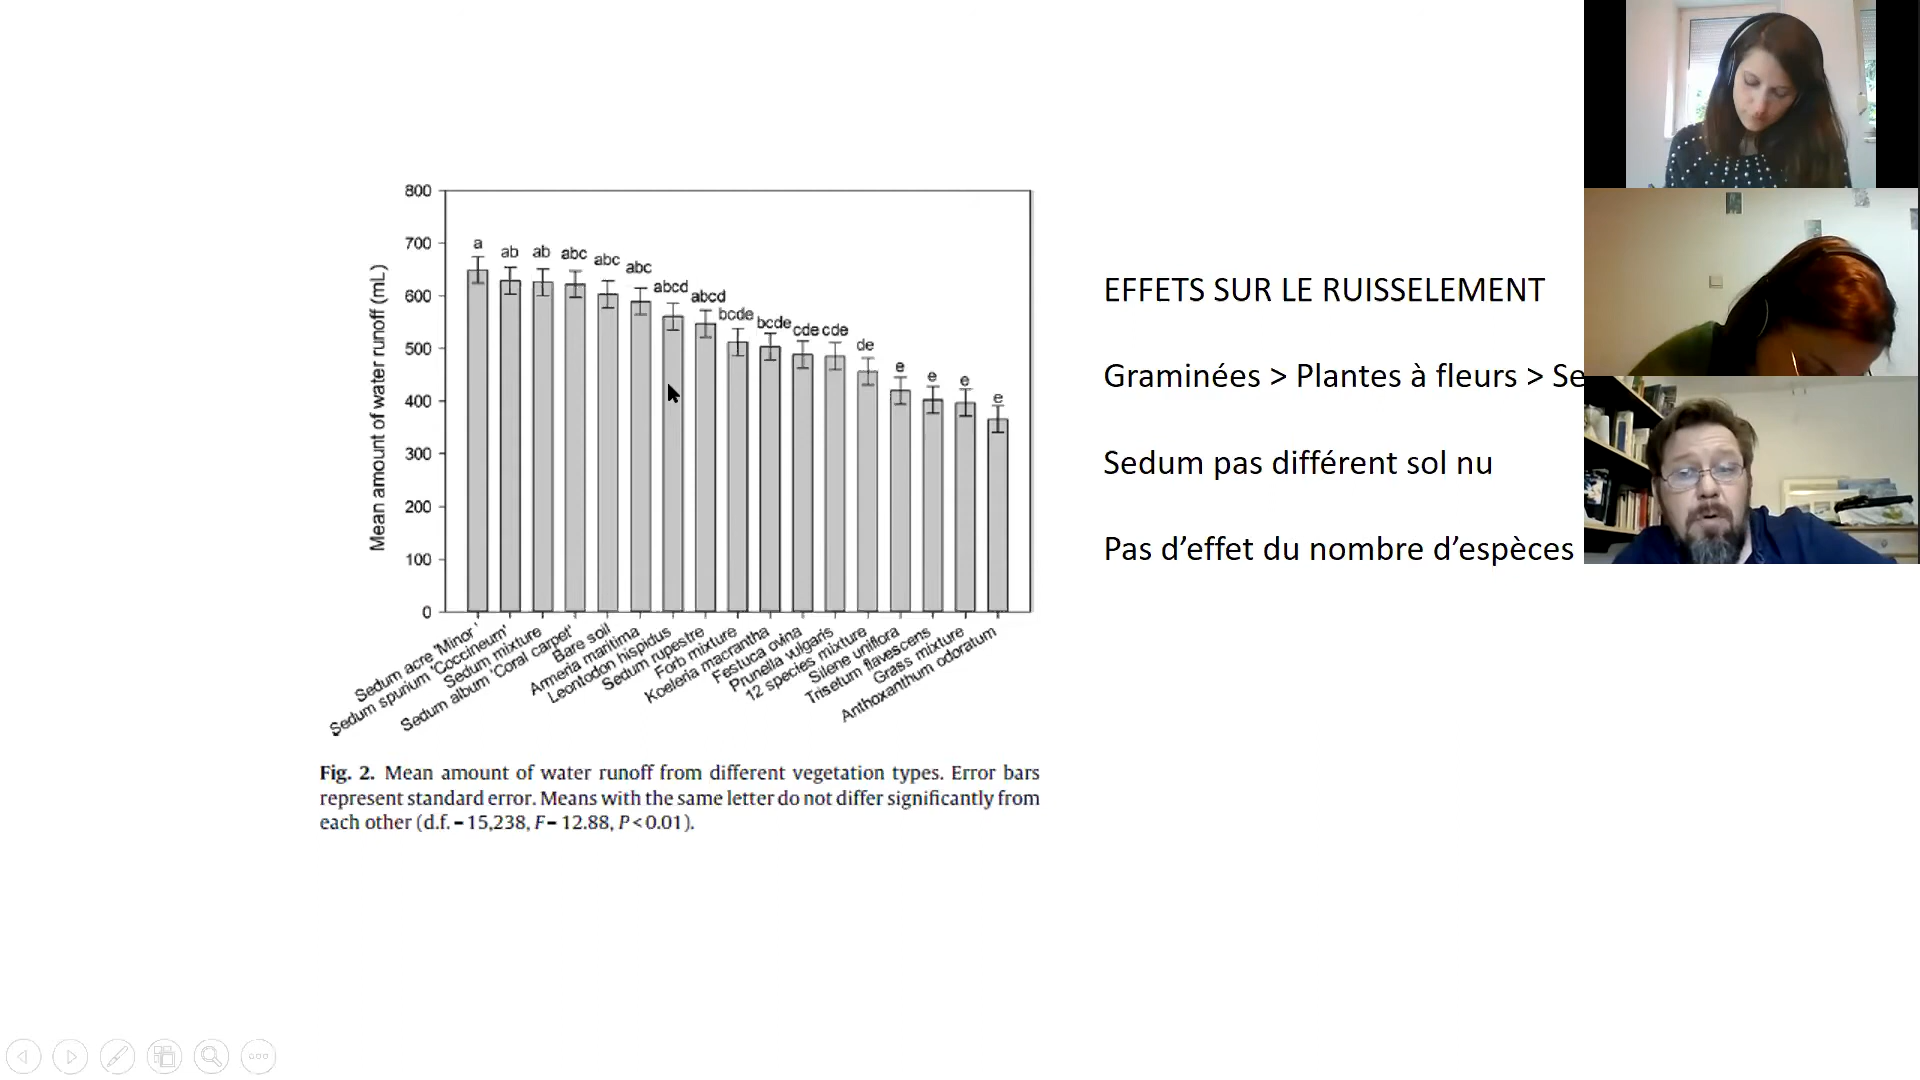 800
700
600
500
400
300
200
100
0
Mean amount of water runoff (mL)
a
ab
ab
abc
abc
abc
abcd
abcd
bcde
bcde
cde
cde
de
e
e
e
e
Sedum acre 'Minor'
Sedum spurium 'Coccineum'
Sedum mixture
Sedum album 'Coral carpet'
Bare soil
Armeria maritima
Leontodon hispidus
Sedum rupestre
Forb mixture
Koeleria macrantha
Festuca ovina
Prunella vulgaris
12 species mixture
Silene uniflora
Trisetum flavescens
Grass mixture
Anthoxanthum odoratum
Fig. 2. Mean amount of water runoff from different vegetation types. Error bars
represent standard error. Means with the same letter do not differ significantly from
each other (d.f. = 15,238, F= 12.88, P<0.01).
EFFETS SUR LE RUISSELEMENT
Graminées > Plantes à fleurs > Se
Sedum pas différent sol nu
Pas d’effet du nombre d’espèces